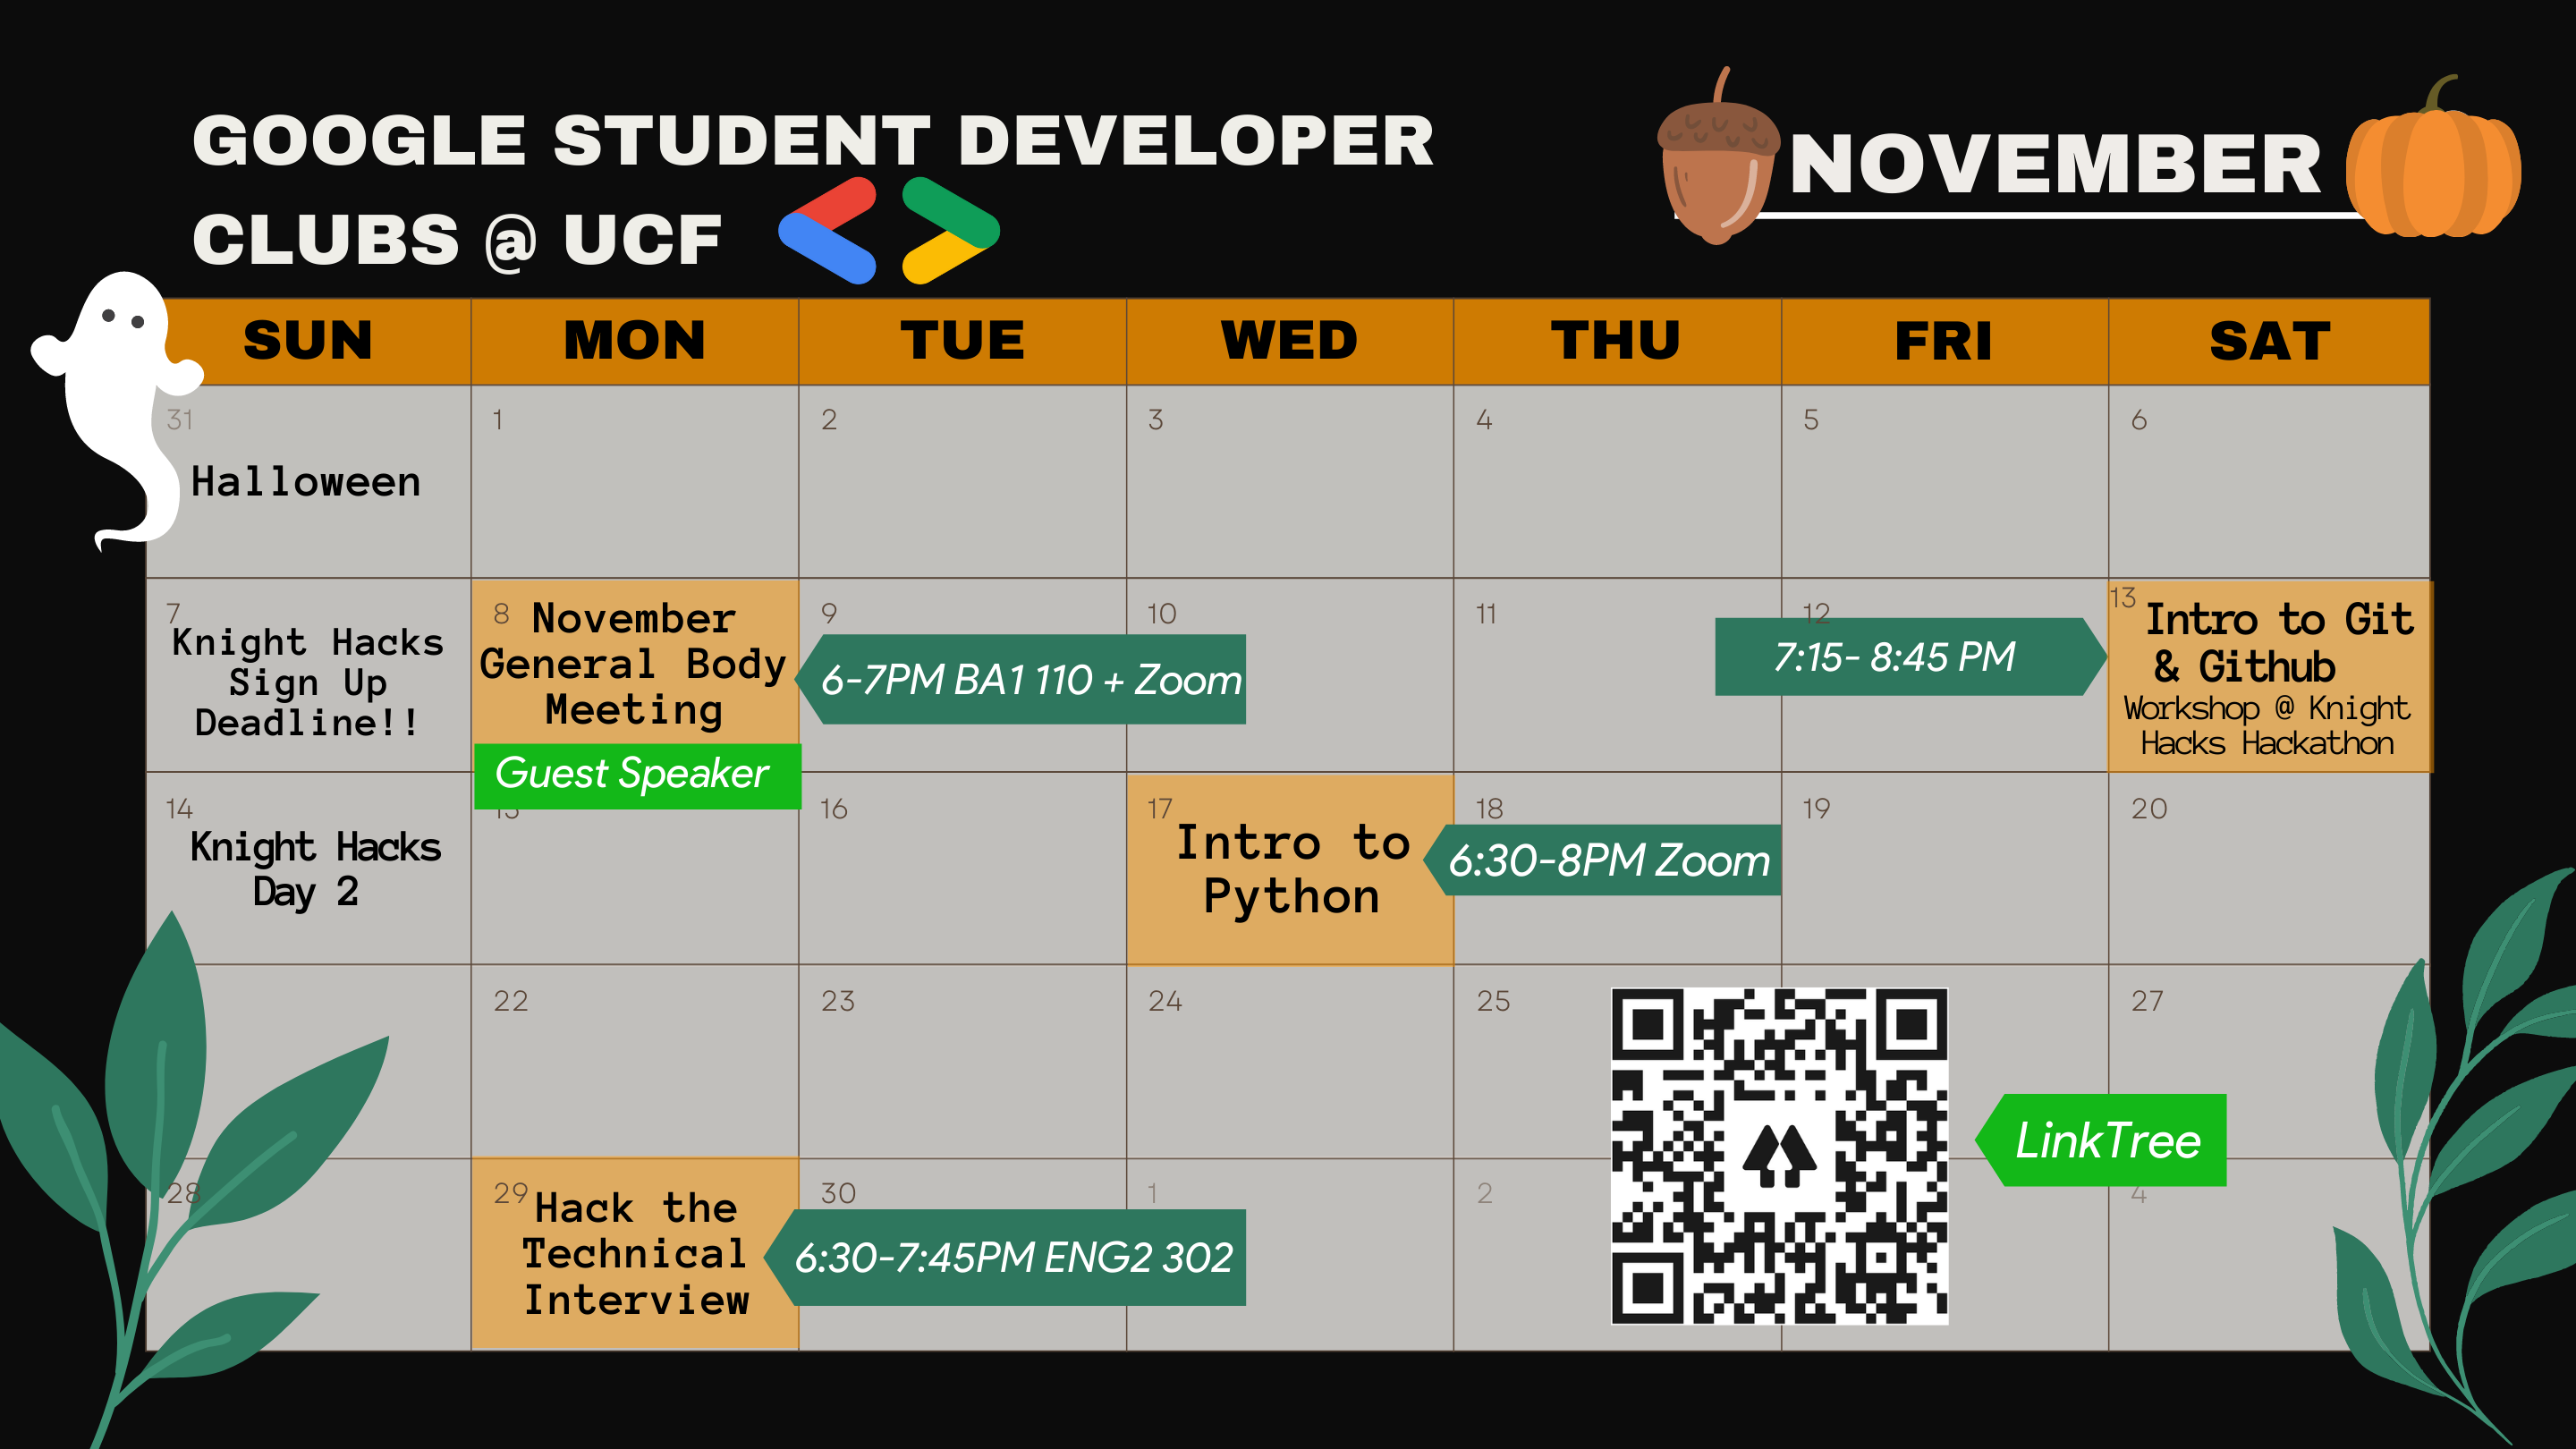 GOOGLE STUDENT DEVELOPER
CLUBS @ UCF
NOVEMBER
SUN MON TUE WED THU FRI SAT
31 1 2 3 4 5 6
Halloween
7 8 9 10 11 12 13
Knight Hacks
Sign Up
Deadline!!
November
General Body
Meeting
Guest Speaker
6-7PM BA1 110 + Zoom
7:15- 8:45 PM
Intro to Git
& Github
Workshop @ Knight
Hacks Hackathon
14 15 16 17 18 19 20
Knight Hacks
Day 2
Intro to
Python
6:30-8PM Zoom
22 23 24 25 27
LinkTree
28 29 30 1 2 4
Hack the
Technical
Interview
6:30-7:45PM ENG2 302